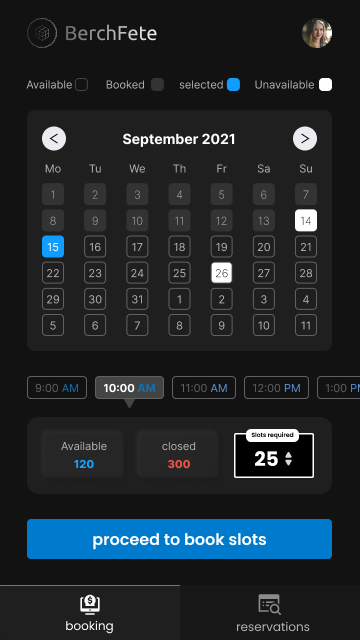 BerchFete
Available Booked selected Unavailable
< September 2021 >
Mo Tu We Th Fr Sa Su
1 2 3 4 5 6 7
8 9 10 11 12 13 14
15 16 17 18 19 20 21
22 23 24 25 26 27 28
29 30 31 1 2 3 4
5 6 7 8 9 10 11
9:00 AM 10:00 AM 11:00 AM 12:00 PM 1:00 P
Slots required
Available closed 25
120 300
proceed to book slots
booking reservations